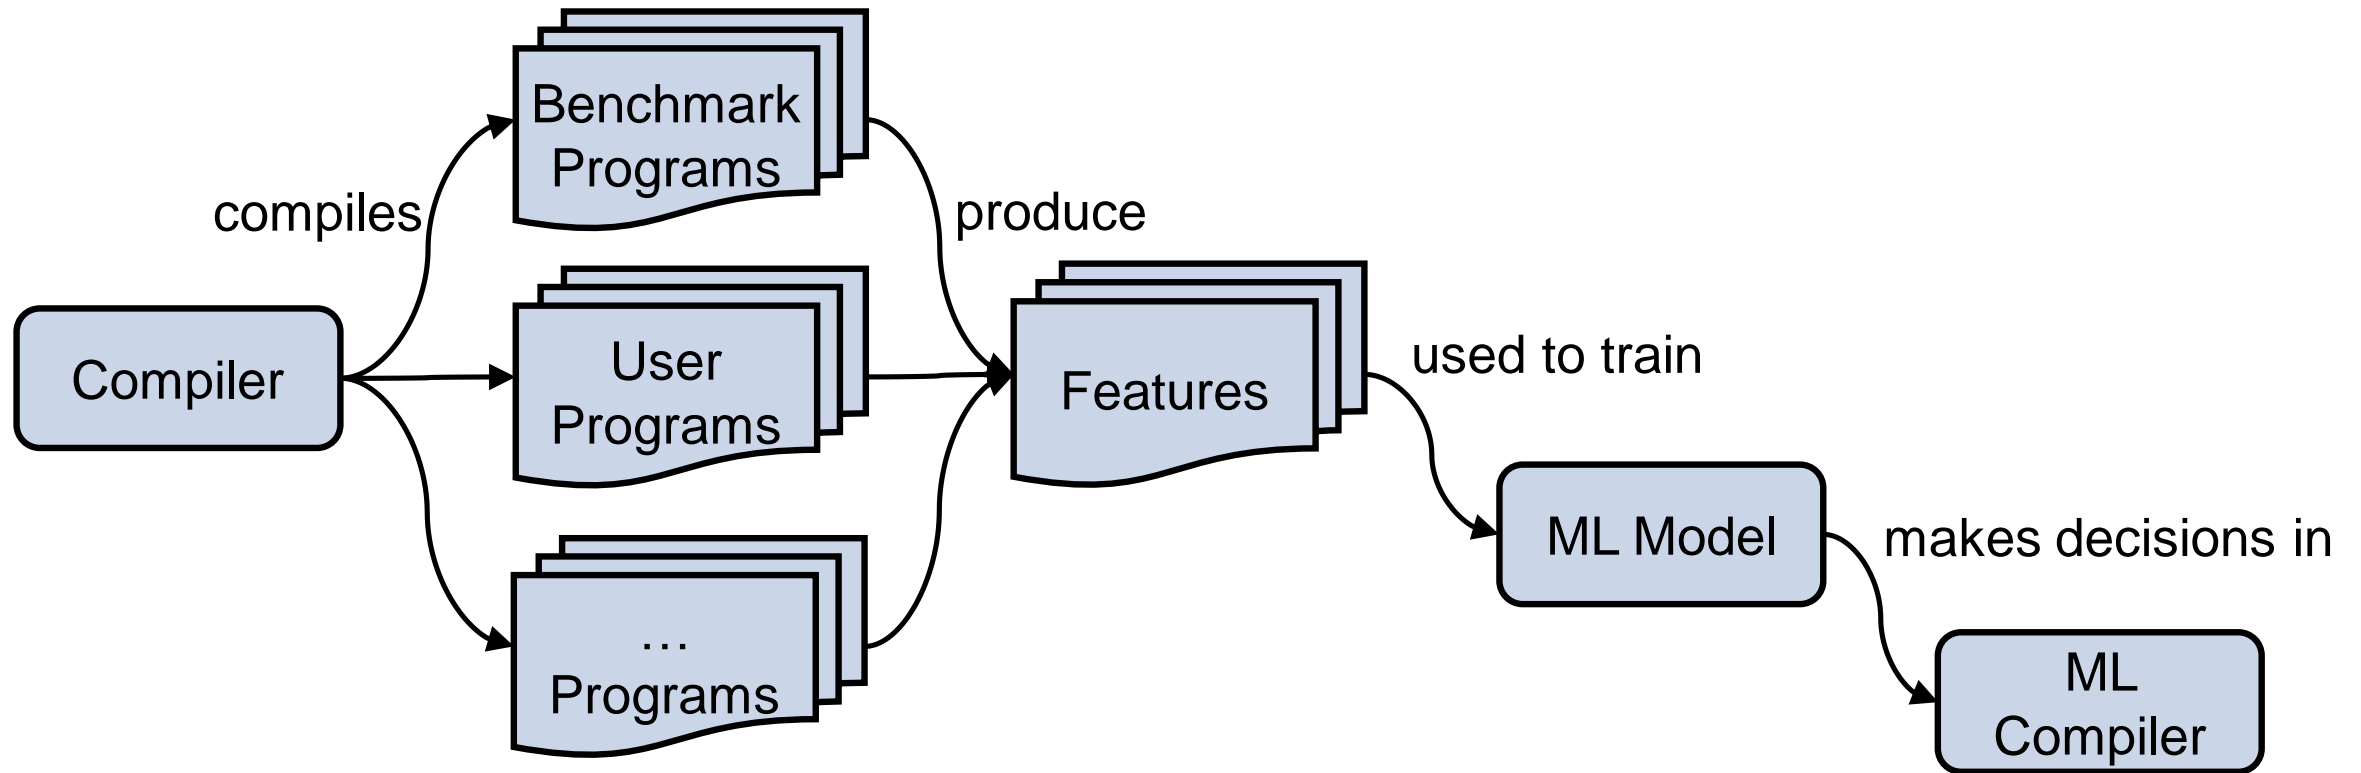 Benchmark
Programs
compiles
produce
Compiler
User
Programs
Features
used to train
…
Programs
ML Model
makes decisions in
ML
Compiler